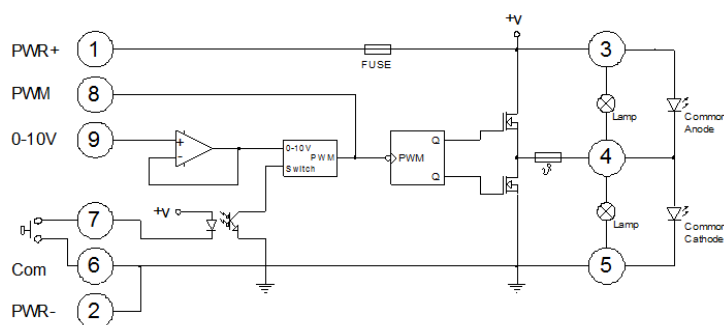 +V
PWR+
1
FUSE
3
PWM
8
Lamp
Common
Anode
0-10V
9
+
-
0-10V
PWM
Switch
PWM
Q
Q
4
ϑ
7
+V
Lamp
Common
Cathode
Com
6
5
PWR-
2